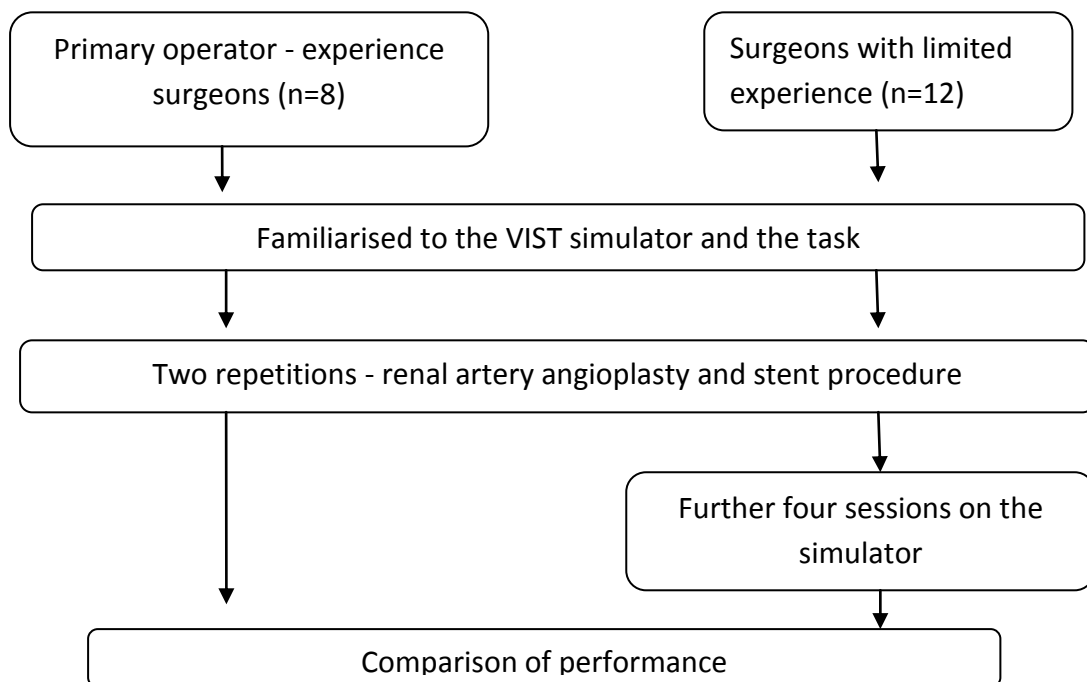 Primary operator - experience
surgeons (n=8)
Surgeons with limited
experience (n=12)
Familiarised to the VIST simulator and the task
Two repetitions - renal artery angioplasty and stent procedure
Further four sessions on the
simulator
Comparison of performance